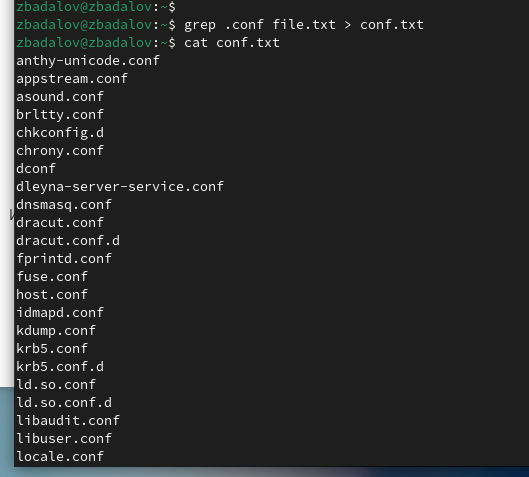 zbadalov@zbadalov:~$
zbadalov@zbadalov:~$ grep .conf file.txt > conf.txt
zbadalov@zbadalov:~$ cat conf.txt
anthy-unicode.conf
appstream.conf
asound.conf
brltty.conf
chkconfig.d
chrony.conf
dconf
dleyna-server-service.conf
dnsmasq.conf
dracut.conf
dracut.conf.d
fprintd.conf
fuse.conf
host.conf
idmapd.conf
kdump.conf
krb5.conf
krb5.conf.d
ld.so.conf
ld.so.conf.d
libaudit.conf
libuser.conf
locale.conf